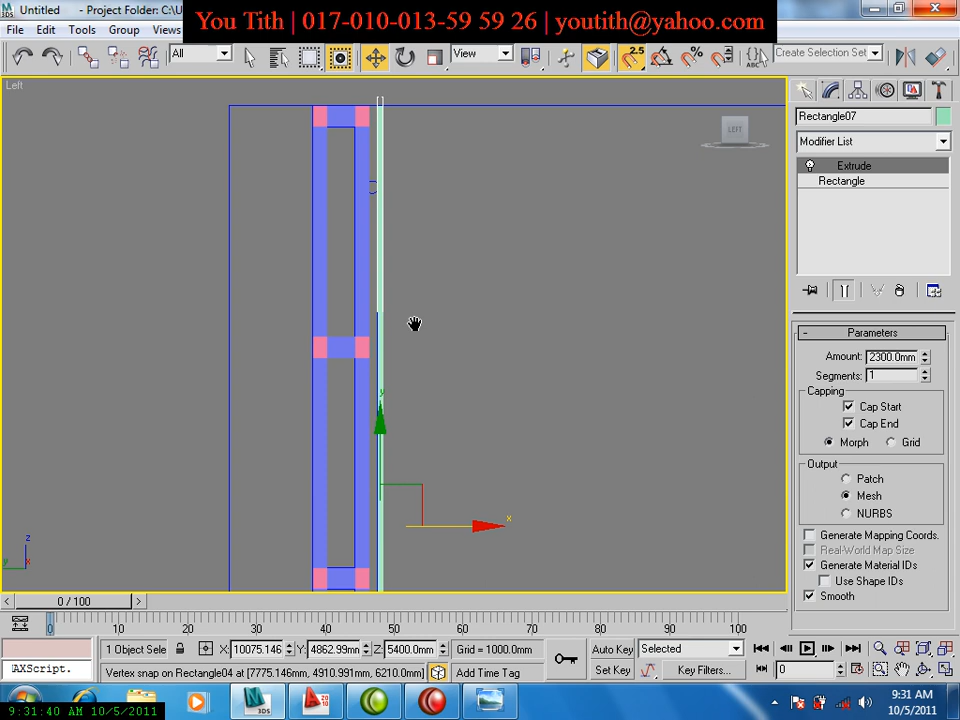 Untitled - Project Folder: C:\U
You Tith | 017-010-013-59 59 26 | youtith@yahoo.com
File Edit Tools Group Views
All
View
2.5
Create Selection Set
Left
LEFT
Rectangle07
Modifier List
Extrude
Rectangle
Parameters
Amount: 2300.0mm
Segments: 1
Capping
Cap Start
Cap End
Morph Grid
Output
Patch
Mesh
NURBS
Generate Mapping Coords.
Real-World Map Size
Generate Material IDs
Use Shape IDs
Smooth
y
x
z
y x
0 / 100
0 10 20 30 40 50 60 70 80 90 100
1 Object Sele X: 10075.146 Y: 4862.99mm Z: 5400.0mm Grid = 1000.0mm Auto Key Selected
AXScript. Vertex snap on Rectangle04 at [7775.146mm, 4910.991mm, 6210.0mm] Add Time Tag Set Key Key Filters... 0
9:31 AM
10/5/2011
9:31:40 AM 10/5/2011